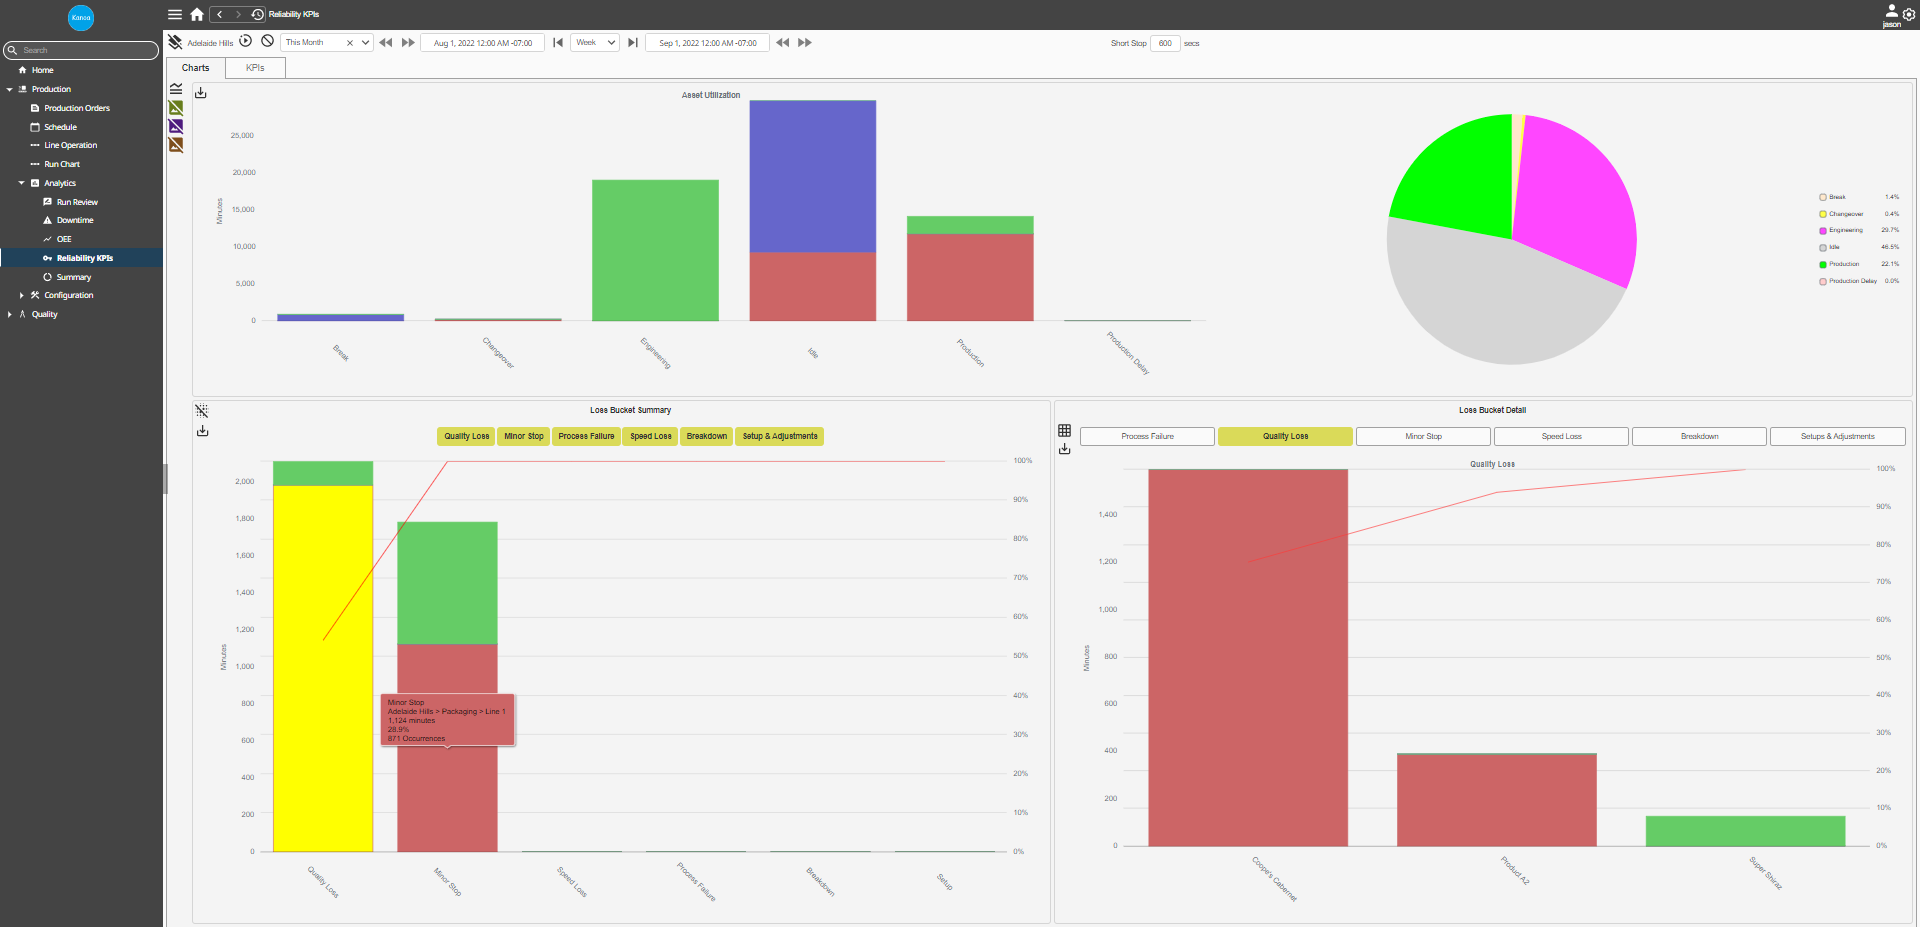 Kanoa
Reliability KPIs
jason
Search
Home
Production
Production Orders
Schedule
Line Operation
Run Chart
Analytics
Run Review
Downtime
OEE
Reliability KPIs
Summary
Configuration
Quality
Adelaide Hills
This Month
Aug 1, 2022 12:00 AM -07:00
Week
Sep 1, 2022 12:00 AM -07:00
Short Stop 600 secs
Charts
KPIs
Asset Utilization
Minutes
25,000
20,000
15,000
10,000
5,000
0
Break
Changeover
Engineering
Idle
Production
Production Delay
Break 1.4%
Changeover 0.4%
Engineering 29.7%
Idle 46.5%
Production 22.1%
Production Delay 0.0%
Loss Bucket Summary
Quality Loss
Minor Stop
Process Failure
Speed Loss
Breakdown
Setup & Adjustments
Minutes
2,000
1,800
1,600
1,400
1,200
1,000
800
600
400
200
0
100%
90%
80%
70%
60%
50%
40%
30%
20%
10%
0%
Minor Stop
Adelaide Hills > Packaging > Line 1
1,124 minutes
28.9%
871 Occurrences
Quality Loss
Minor Stop
Speed Loss
Process Failure
Breakdown
Setup
Loss Bucket Detail
Process Failure
Quality Loss
Minor Stop
Speed Loss
Breakdown
Setups & Adjustments
Quality Loss
Minutes
1,400
1,200
1,000
800
600
400
200
0
100%
90%
80%
70%
60%
50%
40%
30%
20%
10%
0%
Coope's Cabernet
Product A2
Super Shiraz